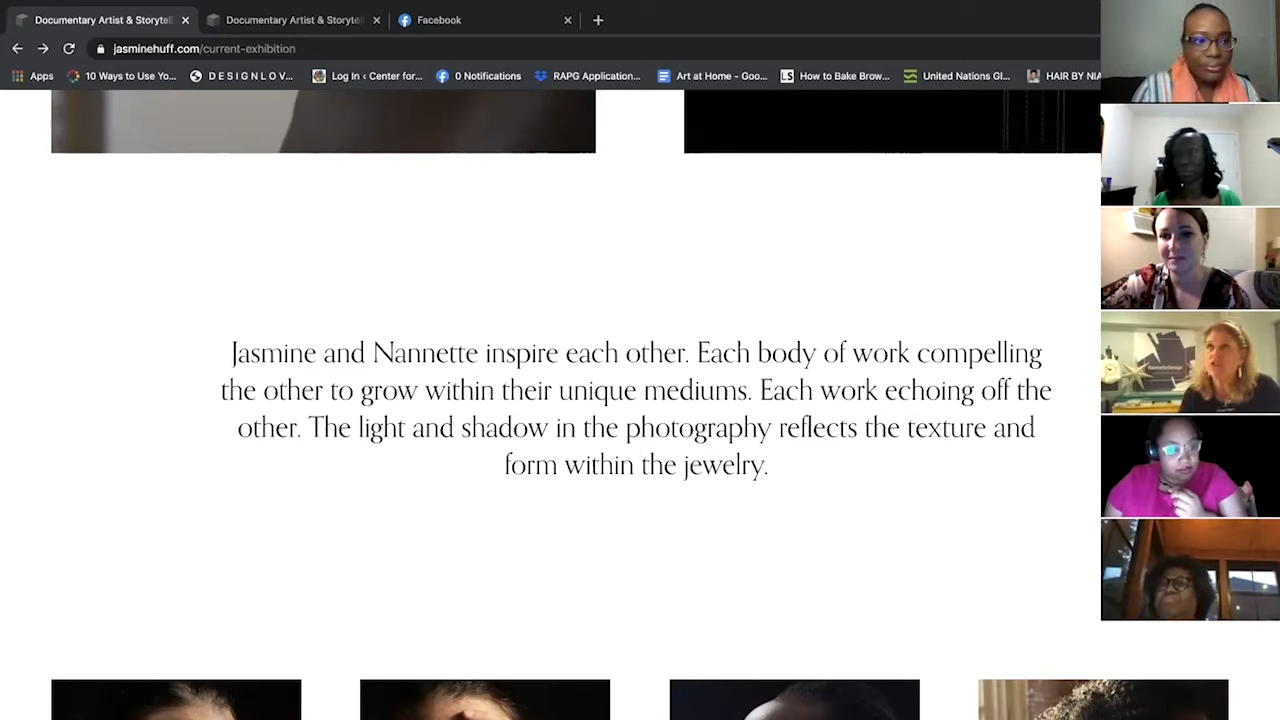 Documentary Artist & Storytell
Documentary Artist & Storytel
Facebook
jasminehuff.com/current-exhibition
Apps
10 Ways to Use Yo...
D E S I G N L O V...
Log In ‹ Center for...
0 Notifications
RAPG Application...
Art at Home - Goo...
LS
How to Bake Brow...
United Nations Gl...
HAIR BY NIA
Jasmine and Nannette inspire each other. Each body of work compelling
the other to grow within their unique mediums. Each work echoing off the
other. The light and shadow in the photography reflects the texture and
form within the jewelry.